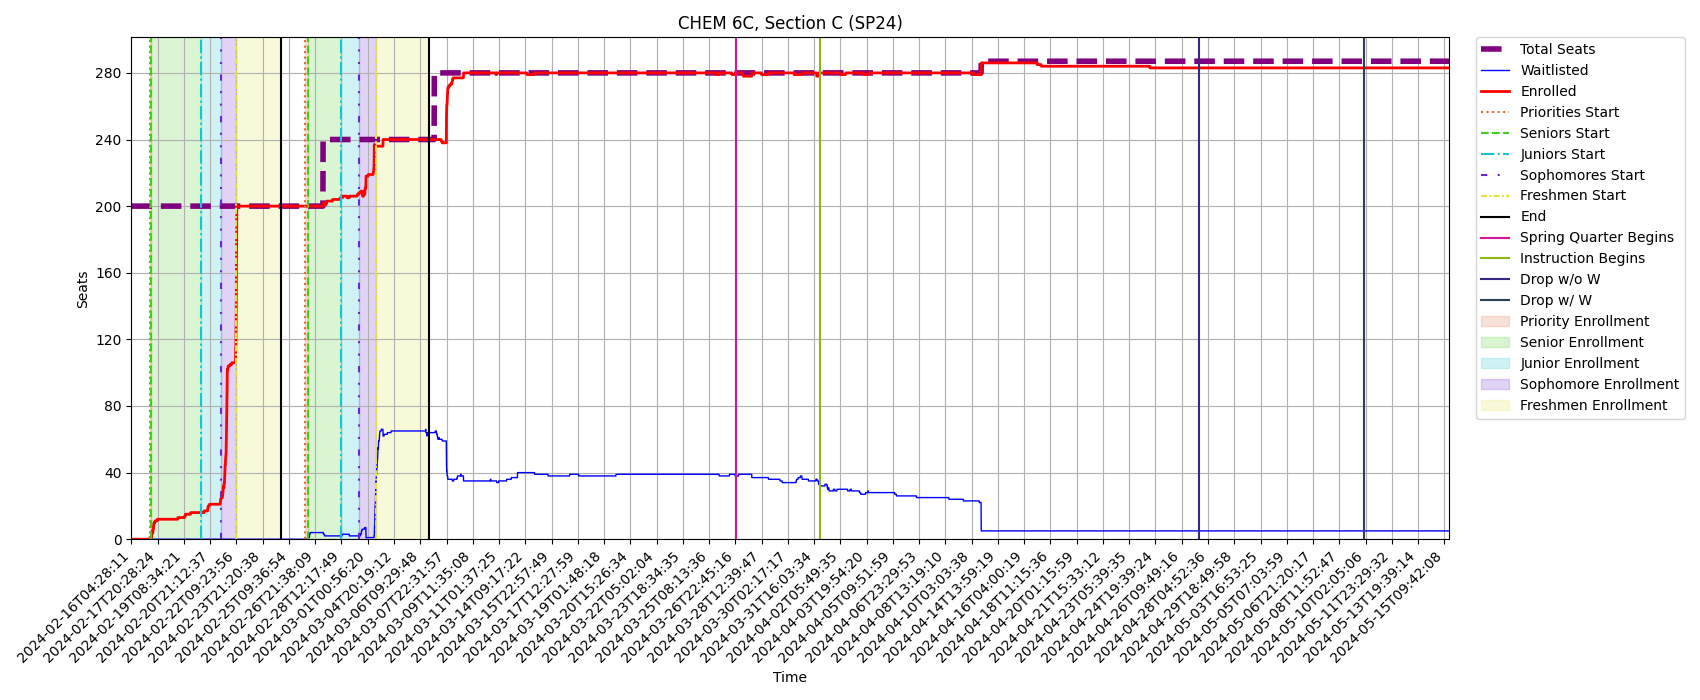 CHEM 6C, Section C (SP24)
Seats
280
240
200
160
120
80
40
0
2024-02-16T04:28:11
2024-02-17T20:28:24
2024-02-19T08:34:21
2024-02-20T21:12:37
2024-02-22T09:23:56
2024-02-23T21:20:38
2024-02-25T09:36:54
2024-02-26T21:38:09
2024-02-28T12:17:49
2024-03-01T00:56:20
2024-03-04T20:19:12
2024-03-06T09:29:48
2024-03-07T22:31:57
2024-03-09T11:35:08
2024-03-11T01:37:23
2024-03-14T09:17:22
2024-03-15T22:57:49
2024-03-17T12:27:59
2024-03-19T01:48:18
2024-03-20T15:26:34
2024-03-22T05:02:04
2024-03-23T18:34:35
2024-03-25T08:13:36
2024-03-26T22:45:16
2024-03-28T12:39:47
2024-03-30T02:17:17
2024-03-31T16:03:34
2024-04-02T05:49:35
2024-04-03T19:54:20
2024-04-05T09:51:59
2024-04-06T23:29:53
2024-04-08T13:19:10
2024-04-10T03:03:38
2024-04-14T13:59:19
2024-04-16T04:00:19
2024-04-18T11:15:36
2024-04-20T01:15:59
2024-04-21T15:33:12
2024-04-23T05:39:35
2024-04-24T19:39:24
2024-04-26T09:49:16
2024-04-28T04:52:36
2024-04-29T18:49:58
2024-05-03T16:53:25
2024-05-05T07:03:59
2024-05-06T21:20:17
2024-05-08T11:52:47
2024-05-10T02:05:06
2024-05-11T23:29:32
2024-05-13T19:39:14
2024-05-15T09:42:08
Time
Total Seats
Waitlisted
Enrolled
Priorities Start
Seniors Start
Juniors Start
Sophomores Start
Freshmen Start
End
Spring Quarter Begins
Instruction Begins
Drop w/o W
Drop w/ W
Priority Enrollment
Senior Enrollment
Junior Enrollment
Sophomore Enrollment
Freshmen Enrollment